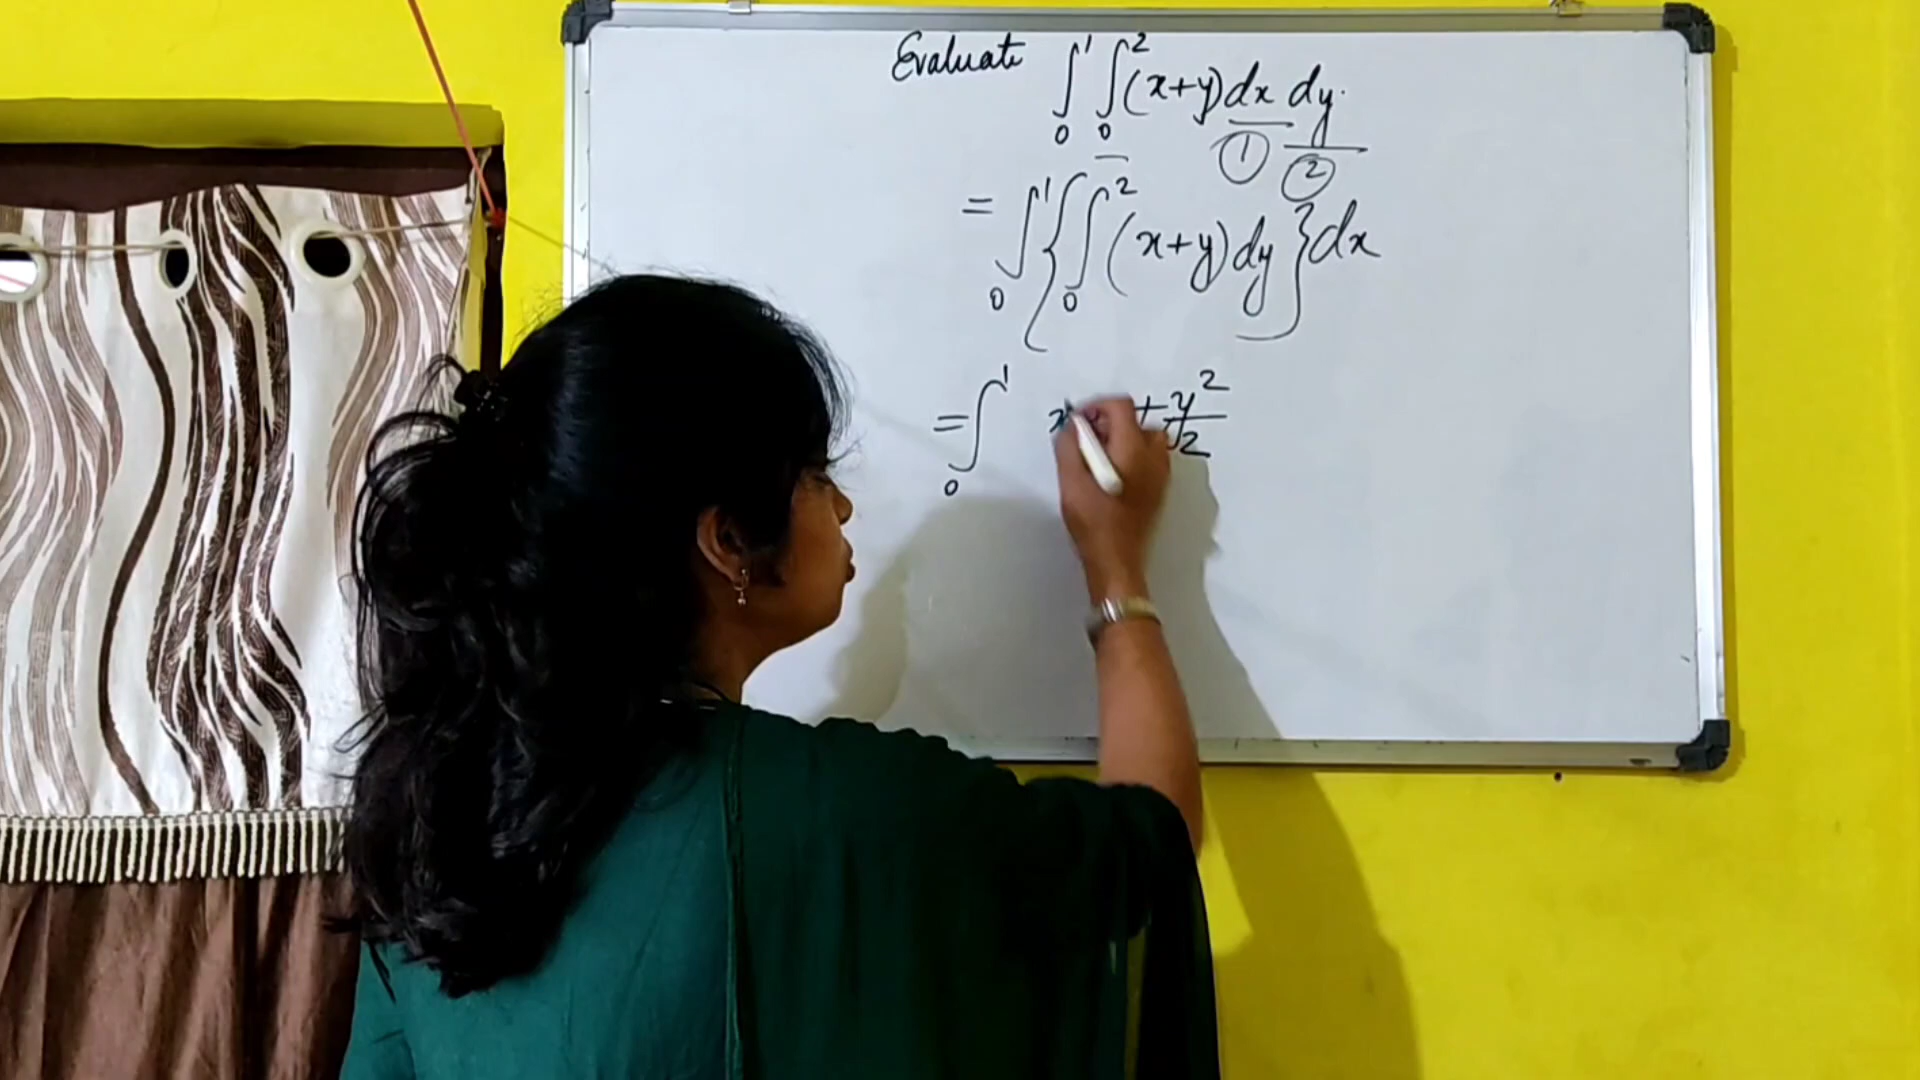 Evaluate ∫₀¹ ∫₀² (x+y) dx dy.
① ②
= ∫₀¹ { ∫₀² (x+y) dy } dx
= ∫₀¹ x + y²/2